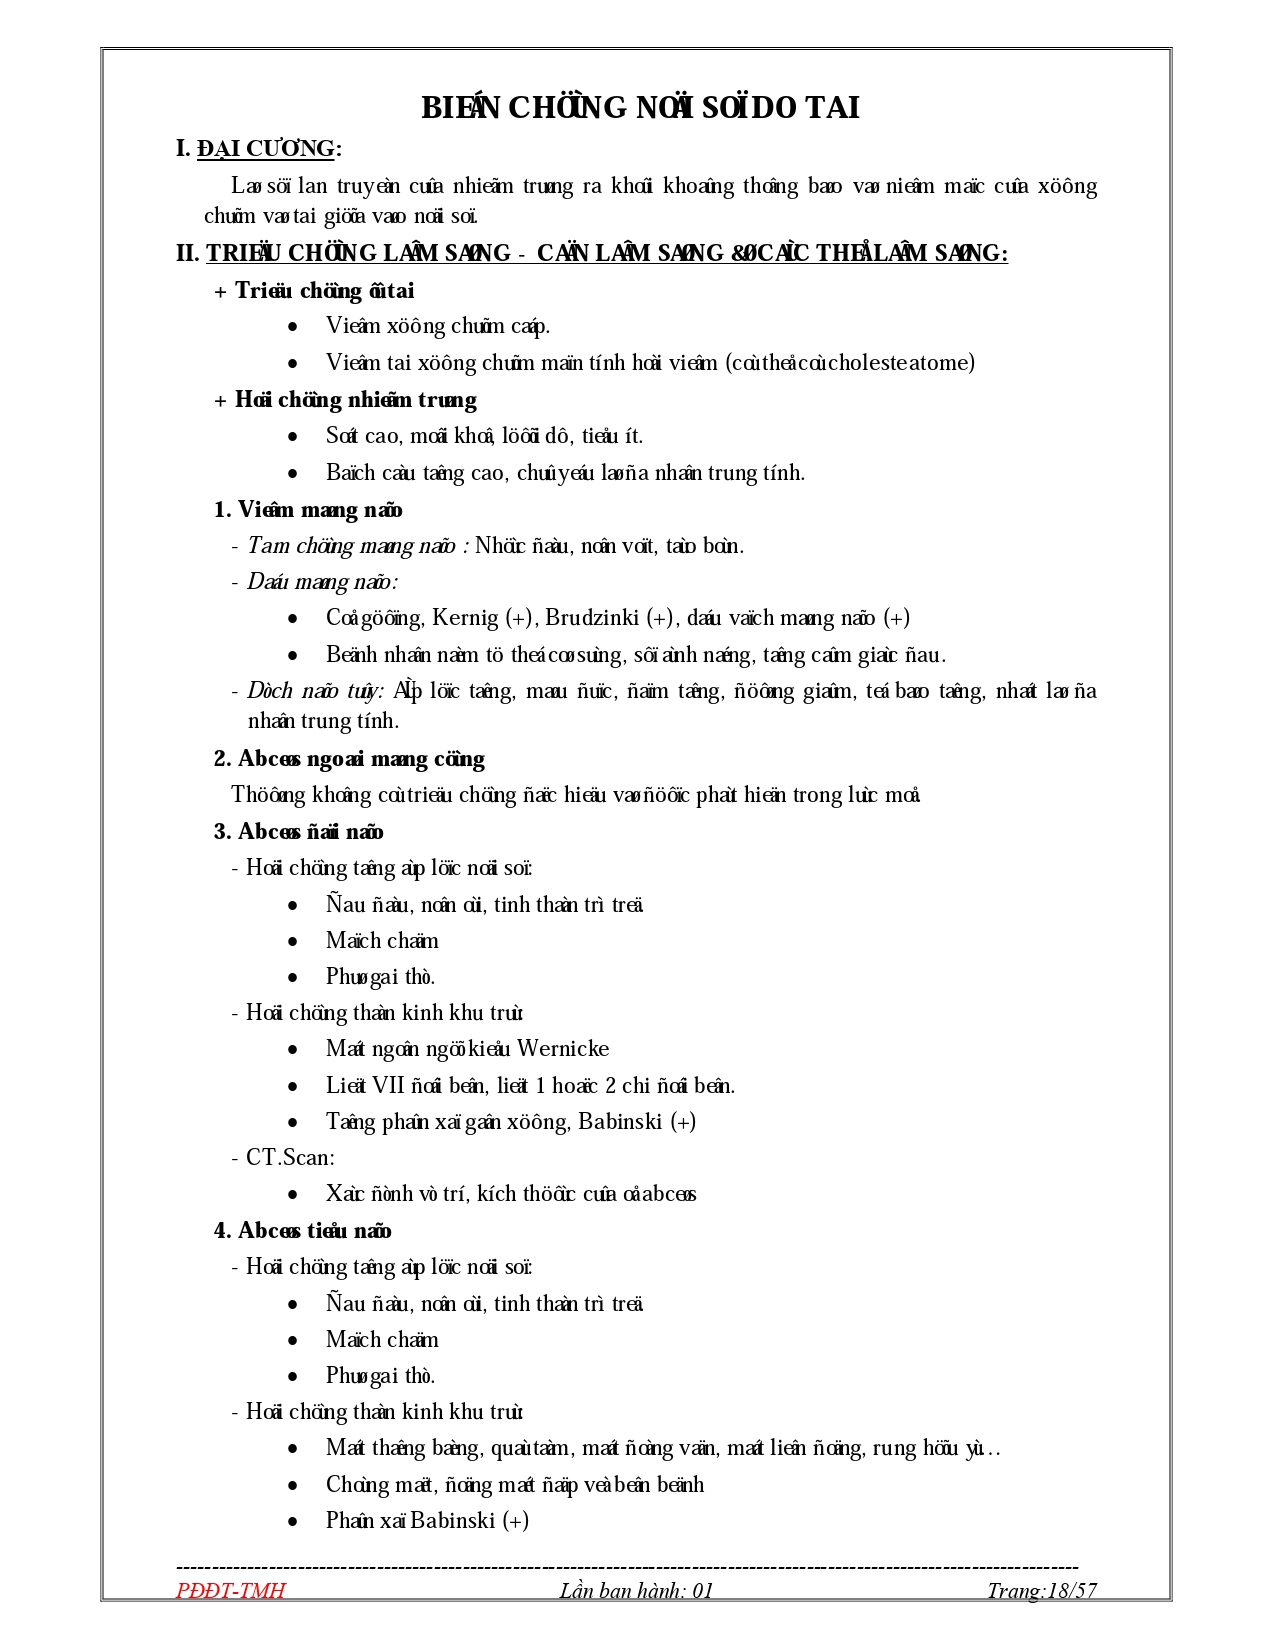 BIEÁN CHÖÙNG NOÄI SOÏ DO TAI
I. ĐẠI CƯƠNG:
Laø söï lan truyeàn cuûa nhieãm truøng ra khoûi khoaûng thoâng baøo vaø nieâm maïc cuûa xöông
chuõm vaø tai giöõa vaøo noäi soï.
II. TRIEÄU CHÖÙNG LAÂM SAØNG - CAÄN LAÂM SAØNG & CAÙC THEÅ LAÂM SAØNG:
+ Trieäu chöùng ôû tai
• Vieâm xöông chuõm caáp.
• Vieâm tai xöông chuõm maïn tính hoài vieâm (coù theå coù cholesteatome)
+ Hoäi chöùng nhieãm truøng
• Soát cao, moâi khoâ, löôõi dô, tieåu ít.
• Baïch caàu taêng cao, chuû yeáu laø ña nhaân trung tính.
1. Vieâm maøng naõo
- Tam chöùng maøng naõo : Nhöùc ñaàu, noân voït, taùo boùn.
- Daáu maøng naõo:
• Coå göôïng, Kernig (+), Brudzinki (+), daáu vaïch maøng naõo (+)
• Beänh nhaân naèm tö theá coø suùng, sôï aùnh naéng, taêng caûm giaùc ñau.
- Dòch naõo tuûy: AÙp löïc taêng, maøu ñuïc, ñaïm taêng, ñöôøng giaûm, teá baøo taêng, nhaát laø ña
nhaân trung tính.
2. Abceøs ngoaøi maøng cöùng
Thöôøng khoâng coù trieäu chöùng ñaëc hieäu vaø ñöôïc phaùt hieän trong luùc moå.
3. Abceøs ñaïi naõo
- Hoäi chöùng taêng aùp löïc noäi soï:
• Ñau ñaàu, noân oùi, tinh thaàn trì treä.
• Maïch chaäm
• Phuø gai thò.
- Hoäi chöùng thaàn kinh khu truù:
• Maát ngoân ngöõ kieåu Wernicke
• Lieät VII ñoái beân, lieät 1 hoaëc 2 chi ñoái beân.
• Taêng phaûn xaï gaân xöông, Babinski (+)
- CT.Scan:
• Xaùc ñònh vò trí, kích thöôùc cuûa oå abceøs
4. Abceøs tieåu naõo
- Hoäi chöùng taêng aùp löïc noäi soï:
• Ñau ñaàu, noân oùi, tinh thaàn trì treä.
• Maïch chaäm
• Phuø gai thò.
- Hoäi chöùng thaàn kinh khu truù:
• Maát thaêng baèng, quaù taàm, maát ñoàng vaän, maát lieân ñoäng, rung höõu yù…
• Choùng maët, ñoäng maét ñaäp veà beân beänh
• Phaûn xaï Babinski (+)
PĐĐT-TMH Lần ban hành: 01 Trang:18/57